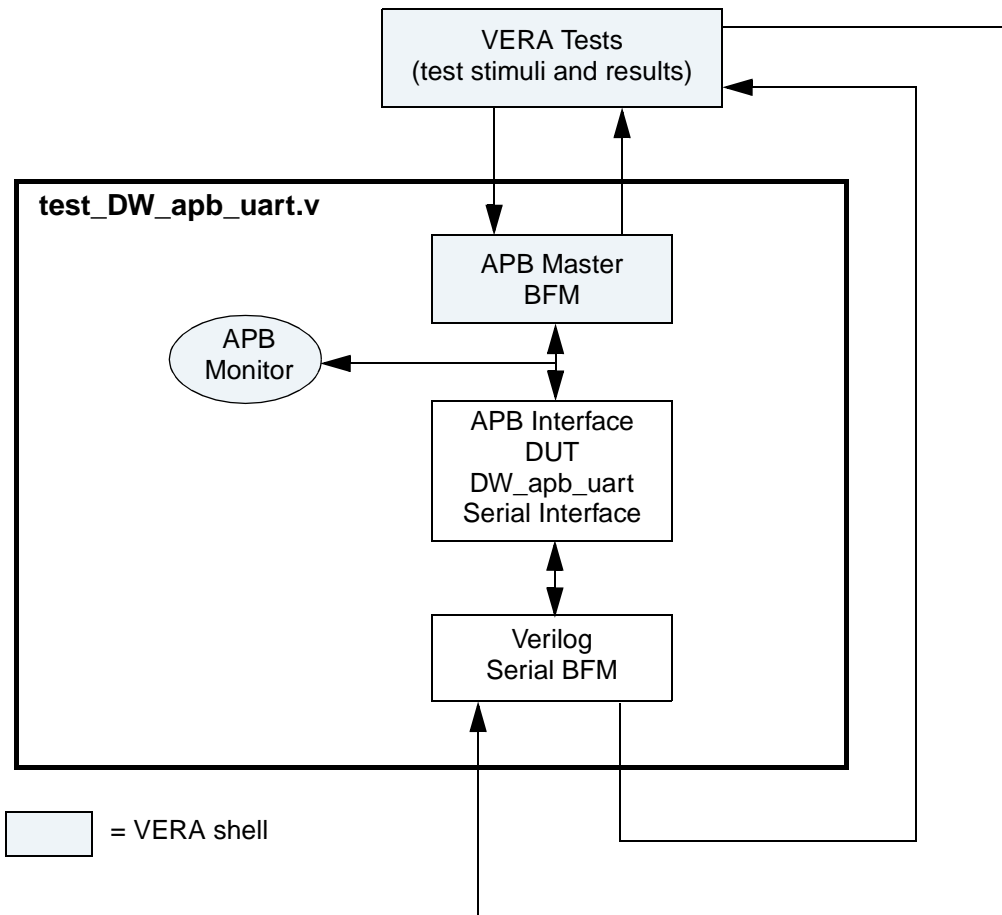 VERA Tests
(test stimuli and results)
test_DW_apb_uart.v
APB Master
BFM
APB
Monitor
APB Interface
DUT
DW_apb_uart
Serial Interface
Verilog
Serial BFM
= VERA shell